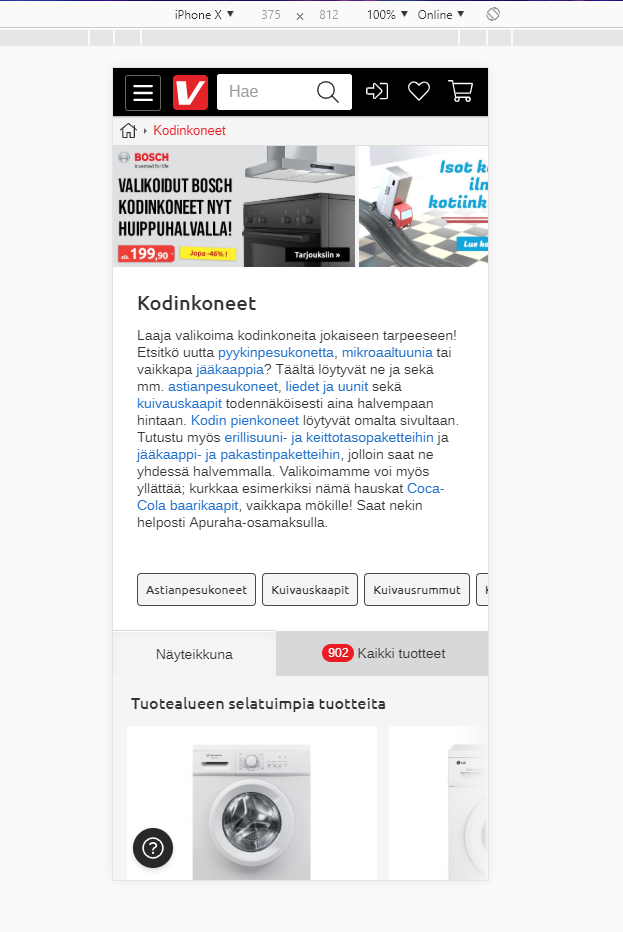 iPhone X ▼ 375 × 812 100% ▼ Online ▼
V Hae
Kodinkoneet
BOSCH
Invented for life
VALIKOIDUT BOSCH
KODINKONEET NYT
HUIPPUHALVALLA!
alk. 199,90 Jopa -46% ! Tarjouksiin »
Isot k
il
kotiink
Lue ko
Kodinkoneet
Laaja valikoima kodinkoneita jokaiseen tarpeeseen!
Etsitkö uutta pyykinpesukonetta, mikroaaltuunia tai
vaikkapa jääkaappia? Täältä löytyvät ne ja sekä
mm. astianpesukoneet, liedet ja uunit sekä
kuivauskaapit todennäköisesti aina halvempaan
hintaan. Kodin pienkoneet löytyvät omalta sivultaan.
Tutustu myös erillisuuni- ja keittotasopaketteihin ja
jääkaappi- ja pakastinpaketteihin, jolloin saat ne
yhdessä halvemmalla. Valikoimamme voi myös
yllättää; kurkkaa esimerkiksi nämä hauskat Coca-
Cola baarikaapit, vaikkapa mökille! Saat nekin
helposti Apuraha-osamaksulla.
Astianpesukoneet Kuivauskaapit Kuivausrummut
Näyteikkuna 902 Kaikki tuotteet
Tuotealueen selatuimpia tuotteita
LG
?